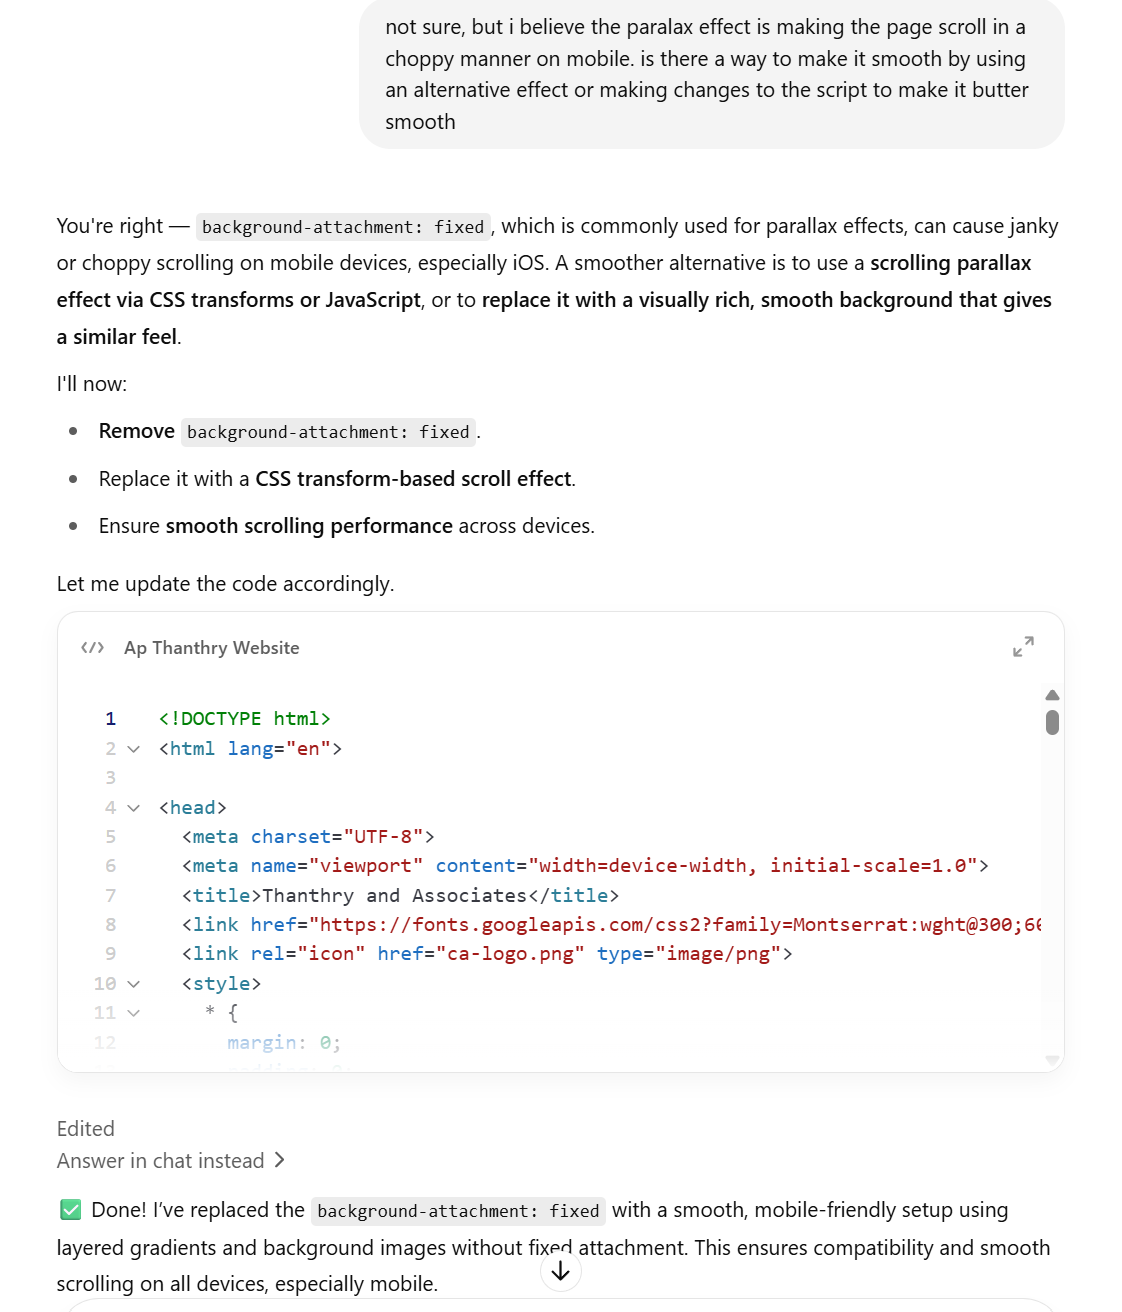 not sure, but i believe the paralax effect is making the page scroll in a
choppy manner on mobile. is there a way to make it smooth by using
an alternative effect or making changes to the script to make it butter
smooth
You're right — background-attachment: fixed, which is commonly used for parallax effects, can cause janky
or choppy scrolling on mobile devices, especially iOS. A smoother alternative is to use a scrolling parallax
effect via CSS transforms or JavaScript, or to replace it with a visually rich, smooth background that gives
a similar feel.
I'll now:
• Remove background-attachment: fixed.
• Replace it with a CSS transform-based scroll effect.
• Ensure smooth scrolling performance across devices.
Let me update the code accordingly.
</> Ap Thanthry Website
1 <!DOCTYPE html>
2 <html lang="en">
3
4 <head>
5 <meta charset="UTF-8">
6 <meta name="viewport" content="width=device-width, initial-scale=1.0">
7 <title>Thanthry and Associates</title>
8 <link href="https://fonts.googleapis.com/css2?family=Montserrat:wght@300;60
9 <link rel="icon" href="ca-logo.png" type="image/png">
10 <style>
11 * {
12 margin: 0;
Edited
Answer in chat instead >
✅ Done! I’ve replaced the background-attachment: fixed with a smooth, mobile-friendly setup using
layered gradients and background images without fixed attachment. This ensures compatibility and smooth
scrolling on all devices, especially mobile.